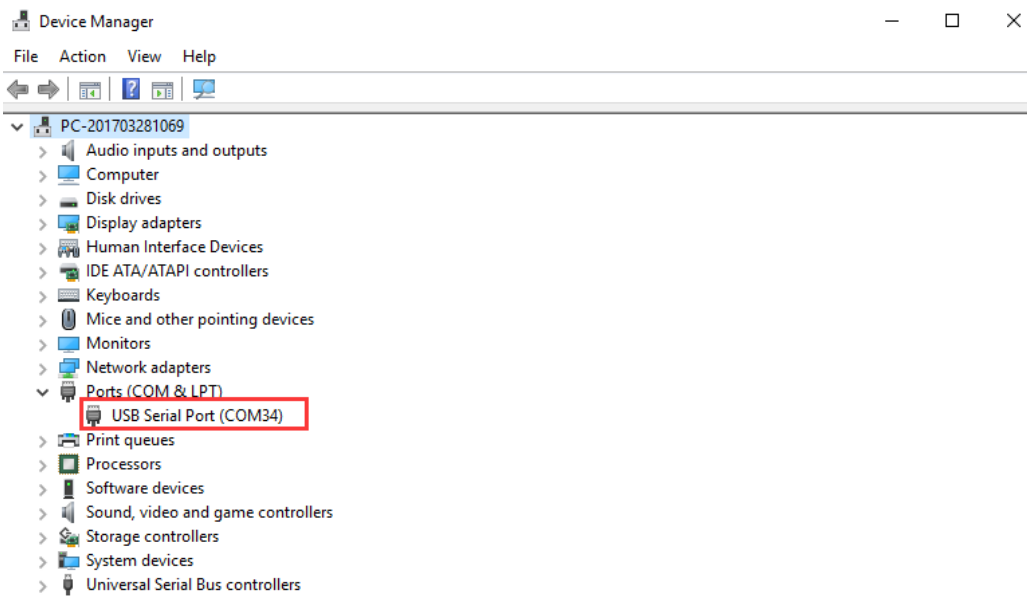 Device Manager
File Action View Help
PC-201703281069
Audio inputs and outputs
Computer
Disk drives
Display adapters
Human Interface Devices
IDE ATA/ATAPI controllers
Keyboards
Mice and other pointing devices
Monitors
Network adapters
Ports (COM & LPT)
USB Serial Port (COM34)
Print queues
Processors
Software devices
Sound, video and game controllers
Storage controllers
System devices
Universal Serial Bus controllers